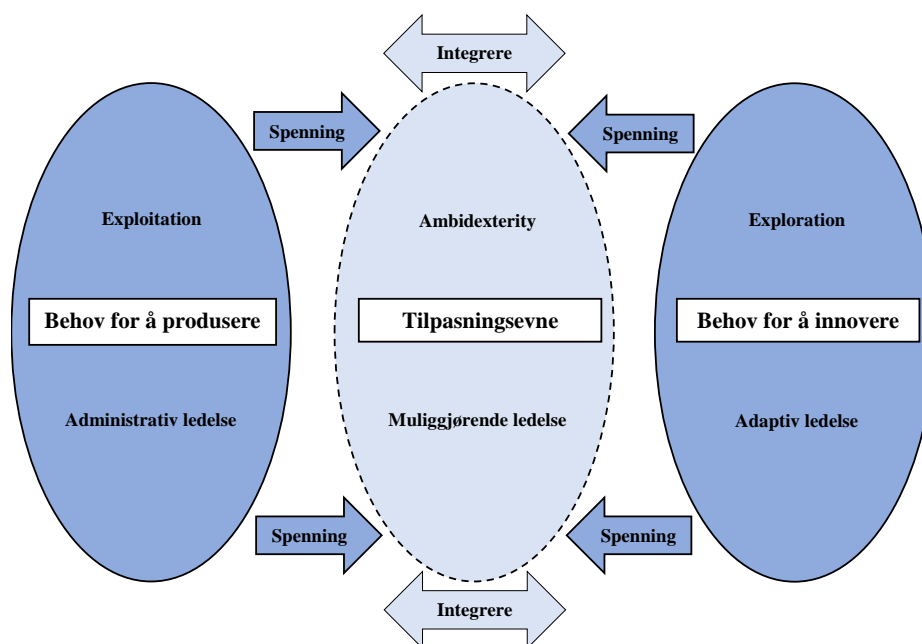 Integrere
Spenning
Spenning
Exploitation
Ambidexterity
Exploration
Behov for å produsere
Tilpasningsevne
Behov for å innovere
Administrativ ledelse
Muliggjørende ledelse
Adaptiv ledelse
Spenning
Spenning
Integrere